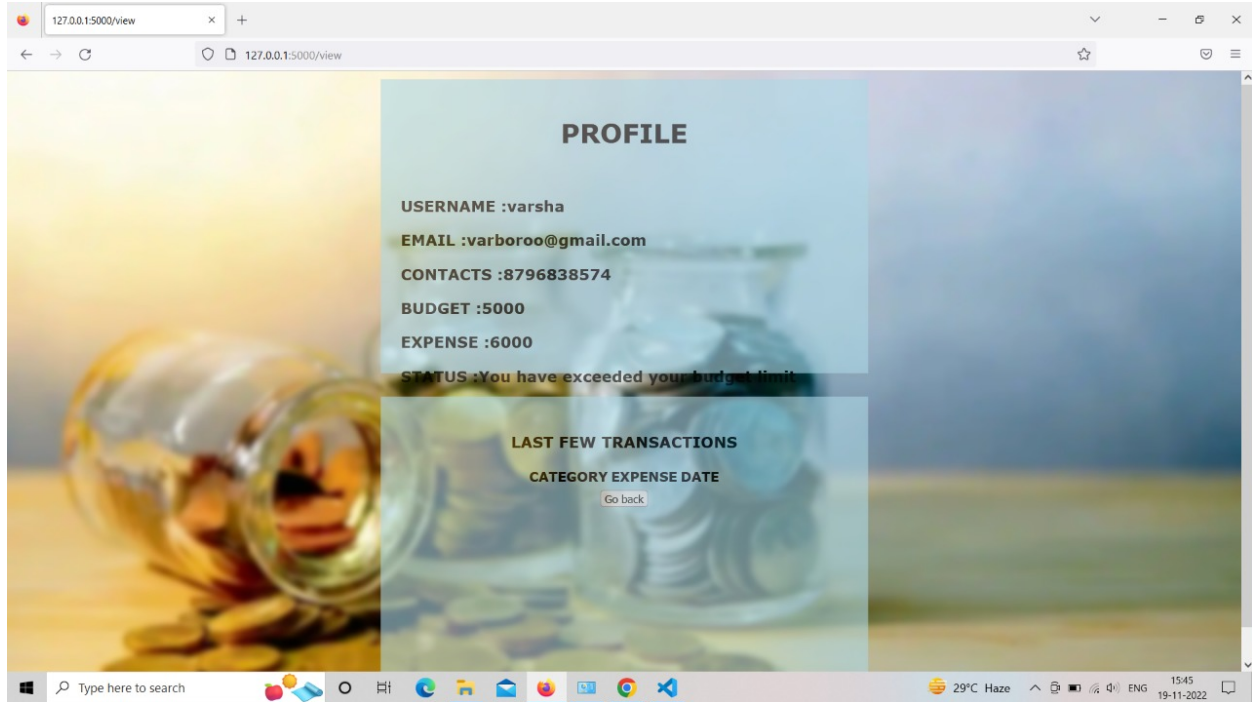 127.0.0.1:5000/view
127.0.0.1:5000/view
PROFILE
USERNAME :varsha
EMAIL :varboroo@gmail.com
CONTACTS :8796838574
BUDGET :5000
EXPENSE :6000
STATUS :You have exceeded your budget limit
LAST FEW TRANSACTIONS
CATEGORY EXPENSE DATE
Go back
Type here to search
29°C Haze
ENG
15:45
19-11-2022